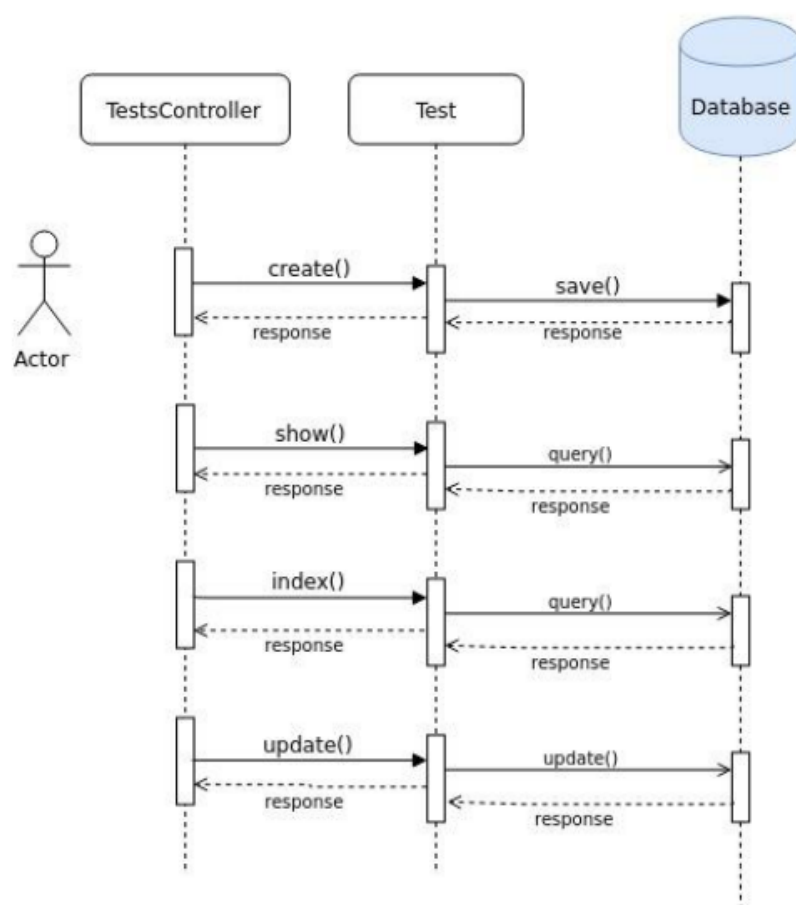 TestsController
Test
Database
Actor
create()
save()
response
response
show()
query()
response
response
index()
query()
response
response
update()
update()
response
response